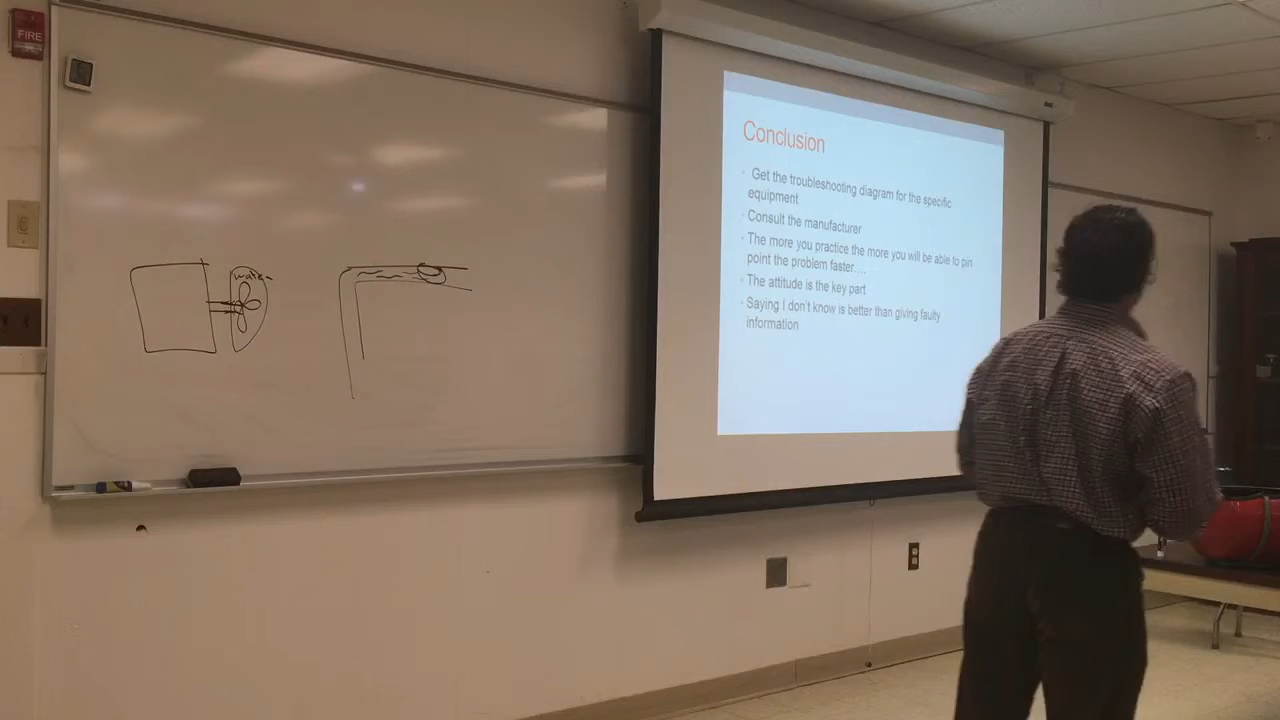 FIRE
water
Conclusion
Get the troubleshooting diagram for the specific
equipment
Consult the manufacturer
The more you practice the more you will be able to pin
point the problem faster....
The attitude is the key part
Saying I don't know is better than giving faulty
information